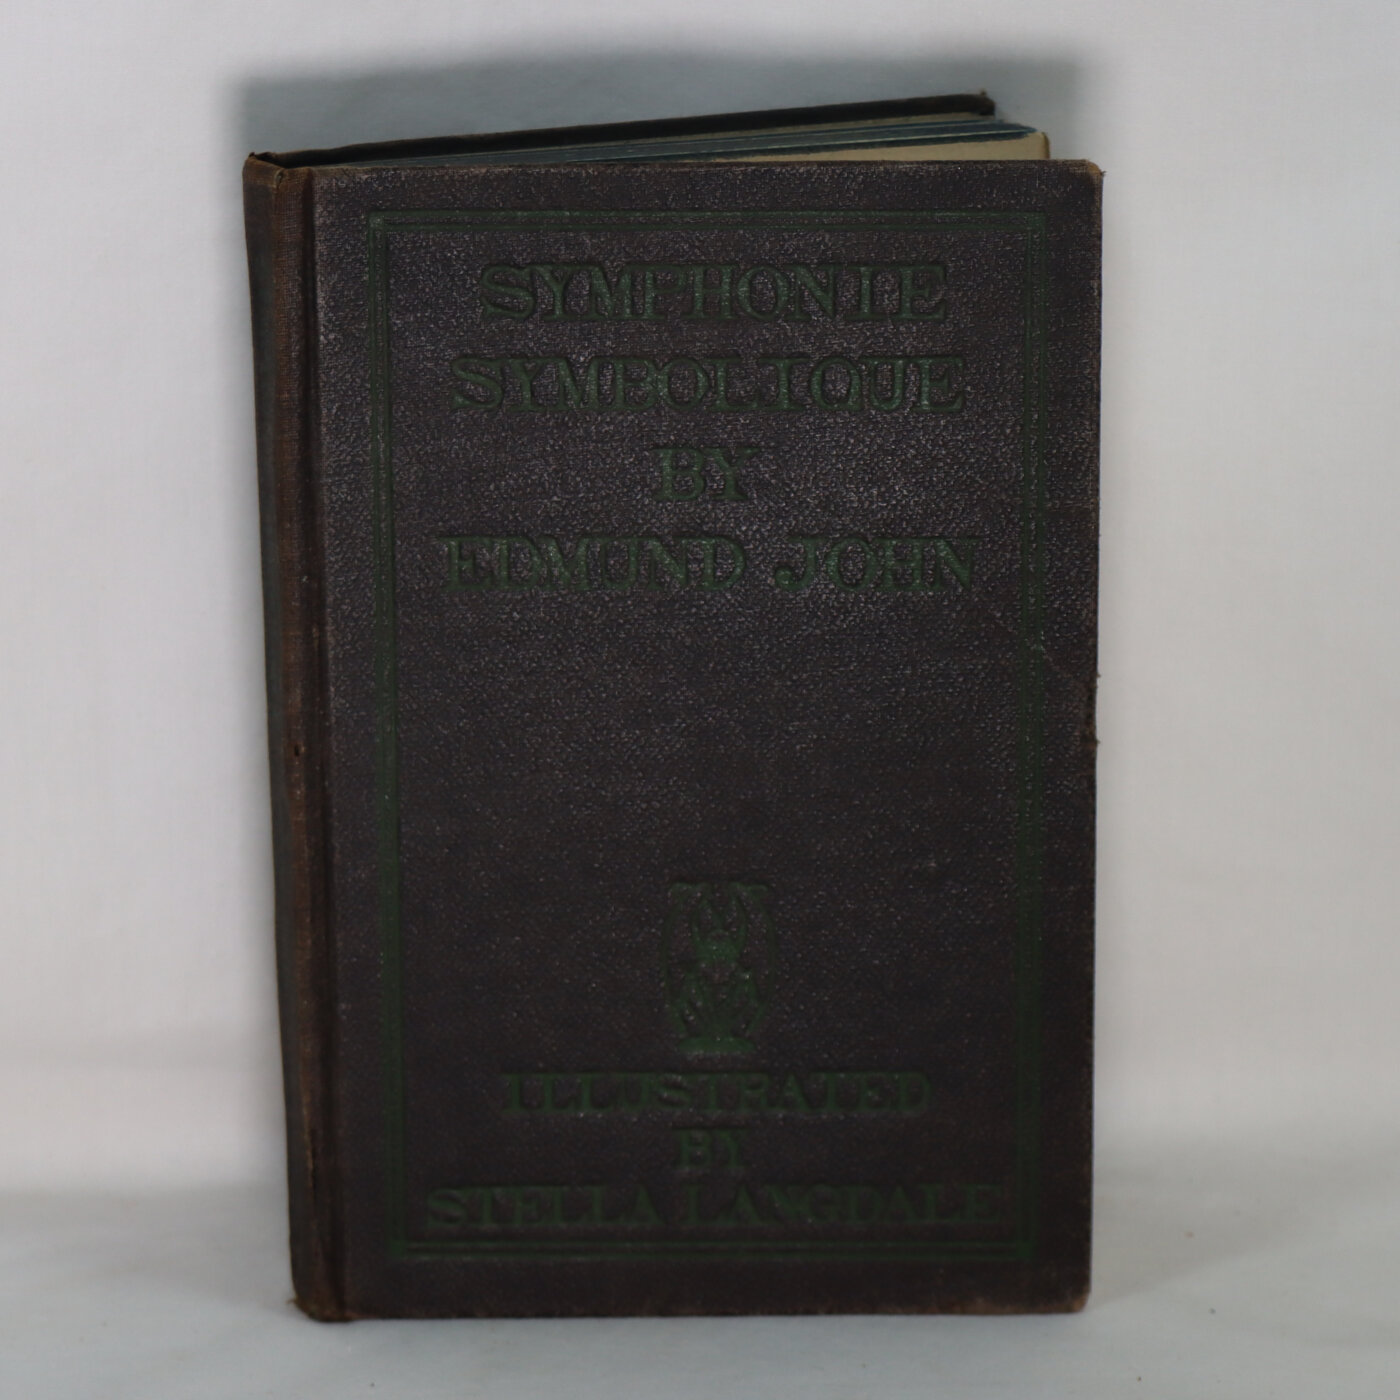 SYMPHONIE
SYMBOLIQUE
BY
EDMUND JOHN
ILLUSTRATED
BY
STELLA LANGDALE